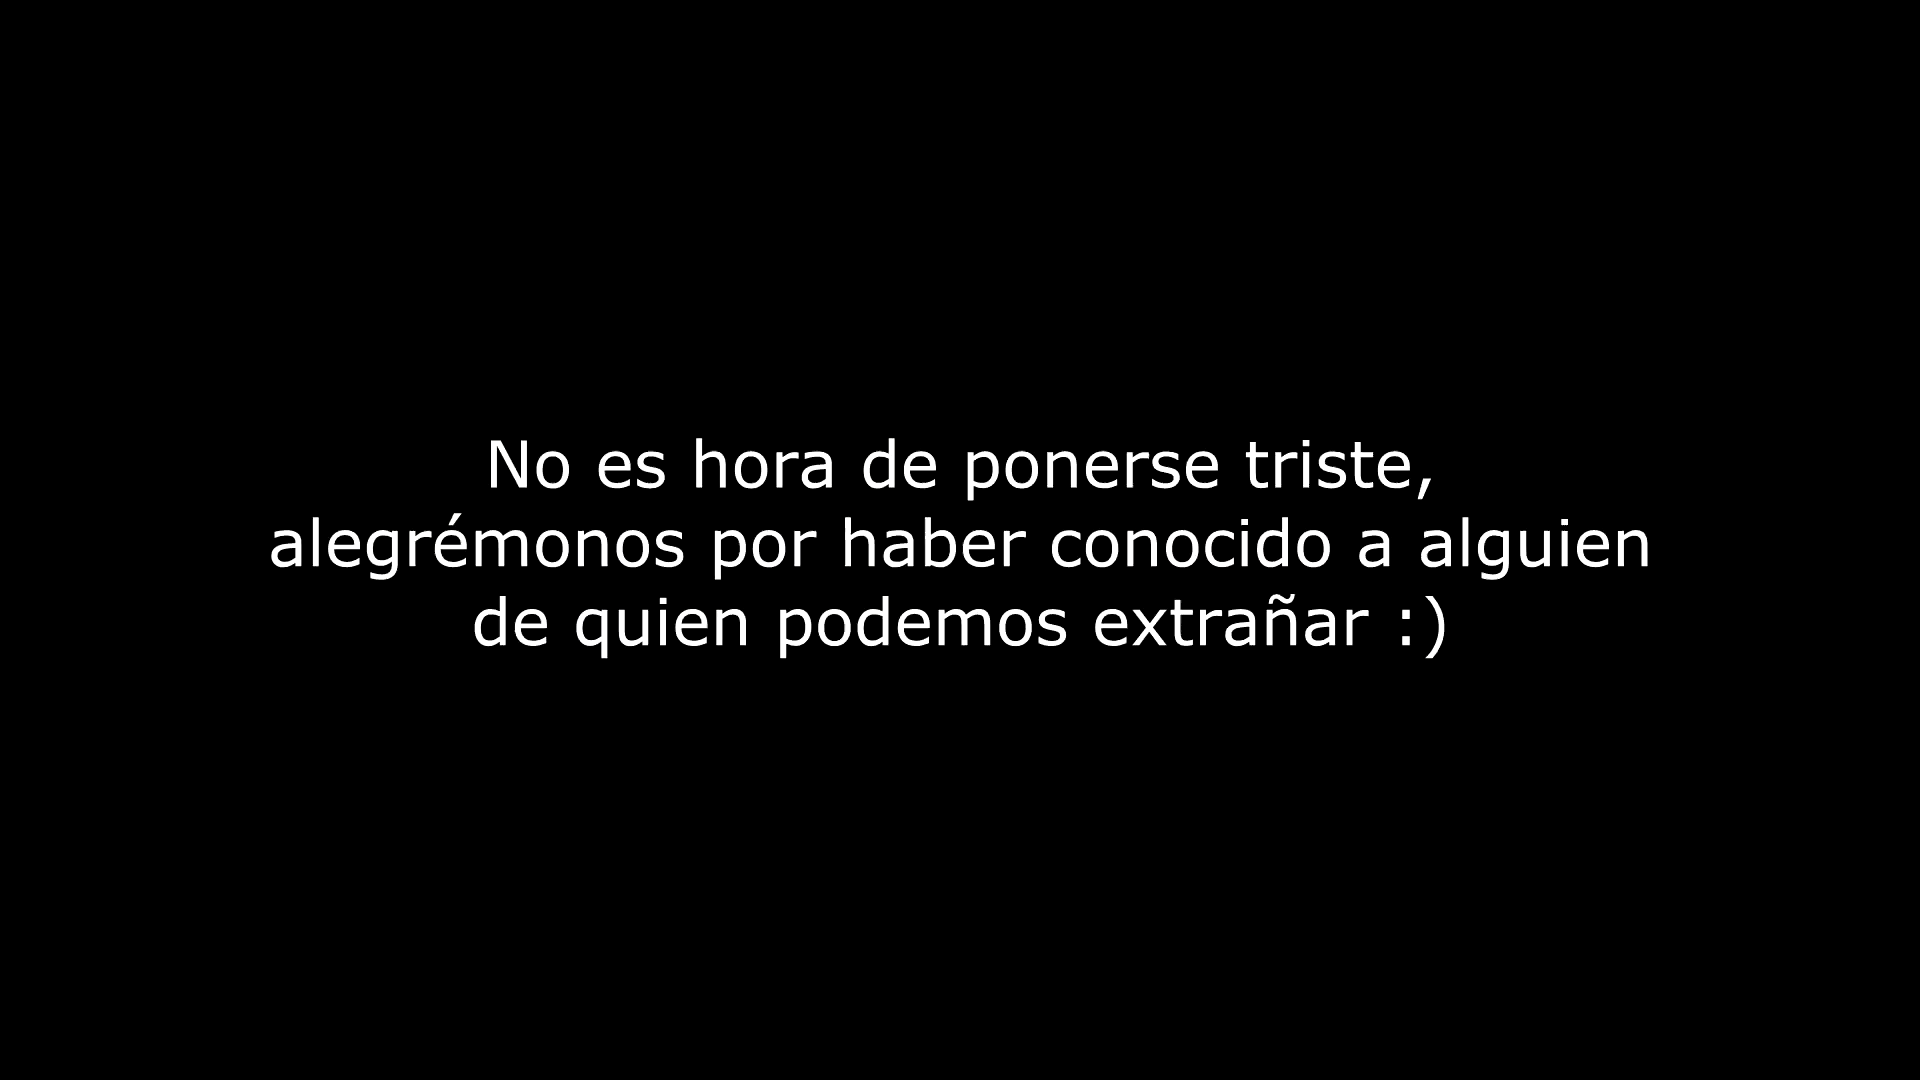 No es hora de ponerse triste,
alegrémonos por haber conocido a alguien
de quien podemos extrañar :)